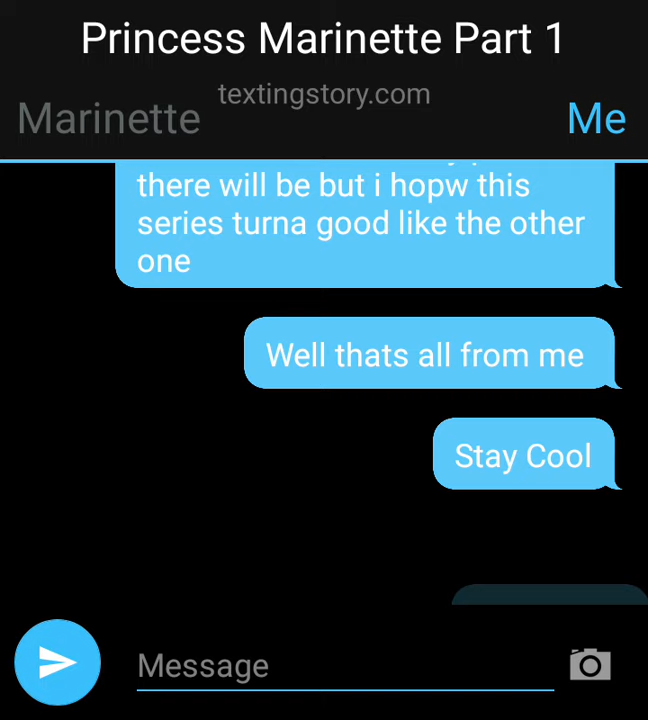 Princess Marinette Part 1
textingstory.com
Marinette
Me
there will be but i hopw this
series turna good like the other
one
Well thats all from me
Stay Cool
Message